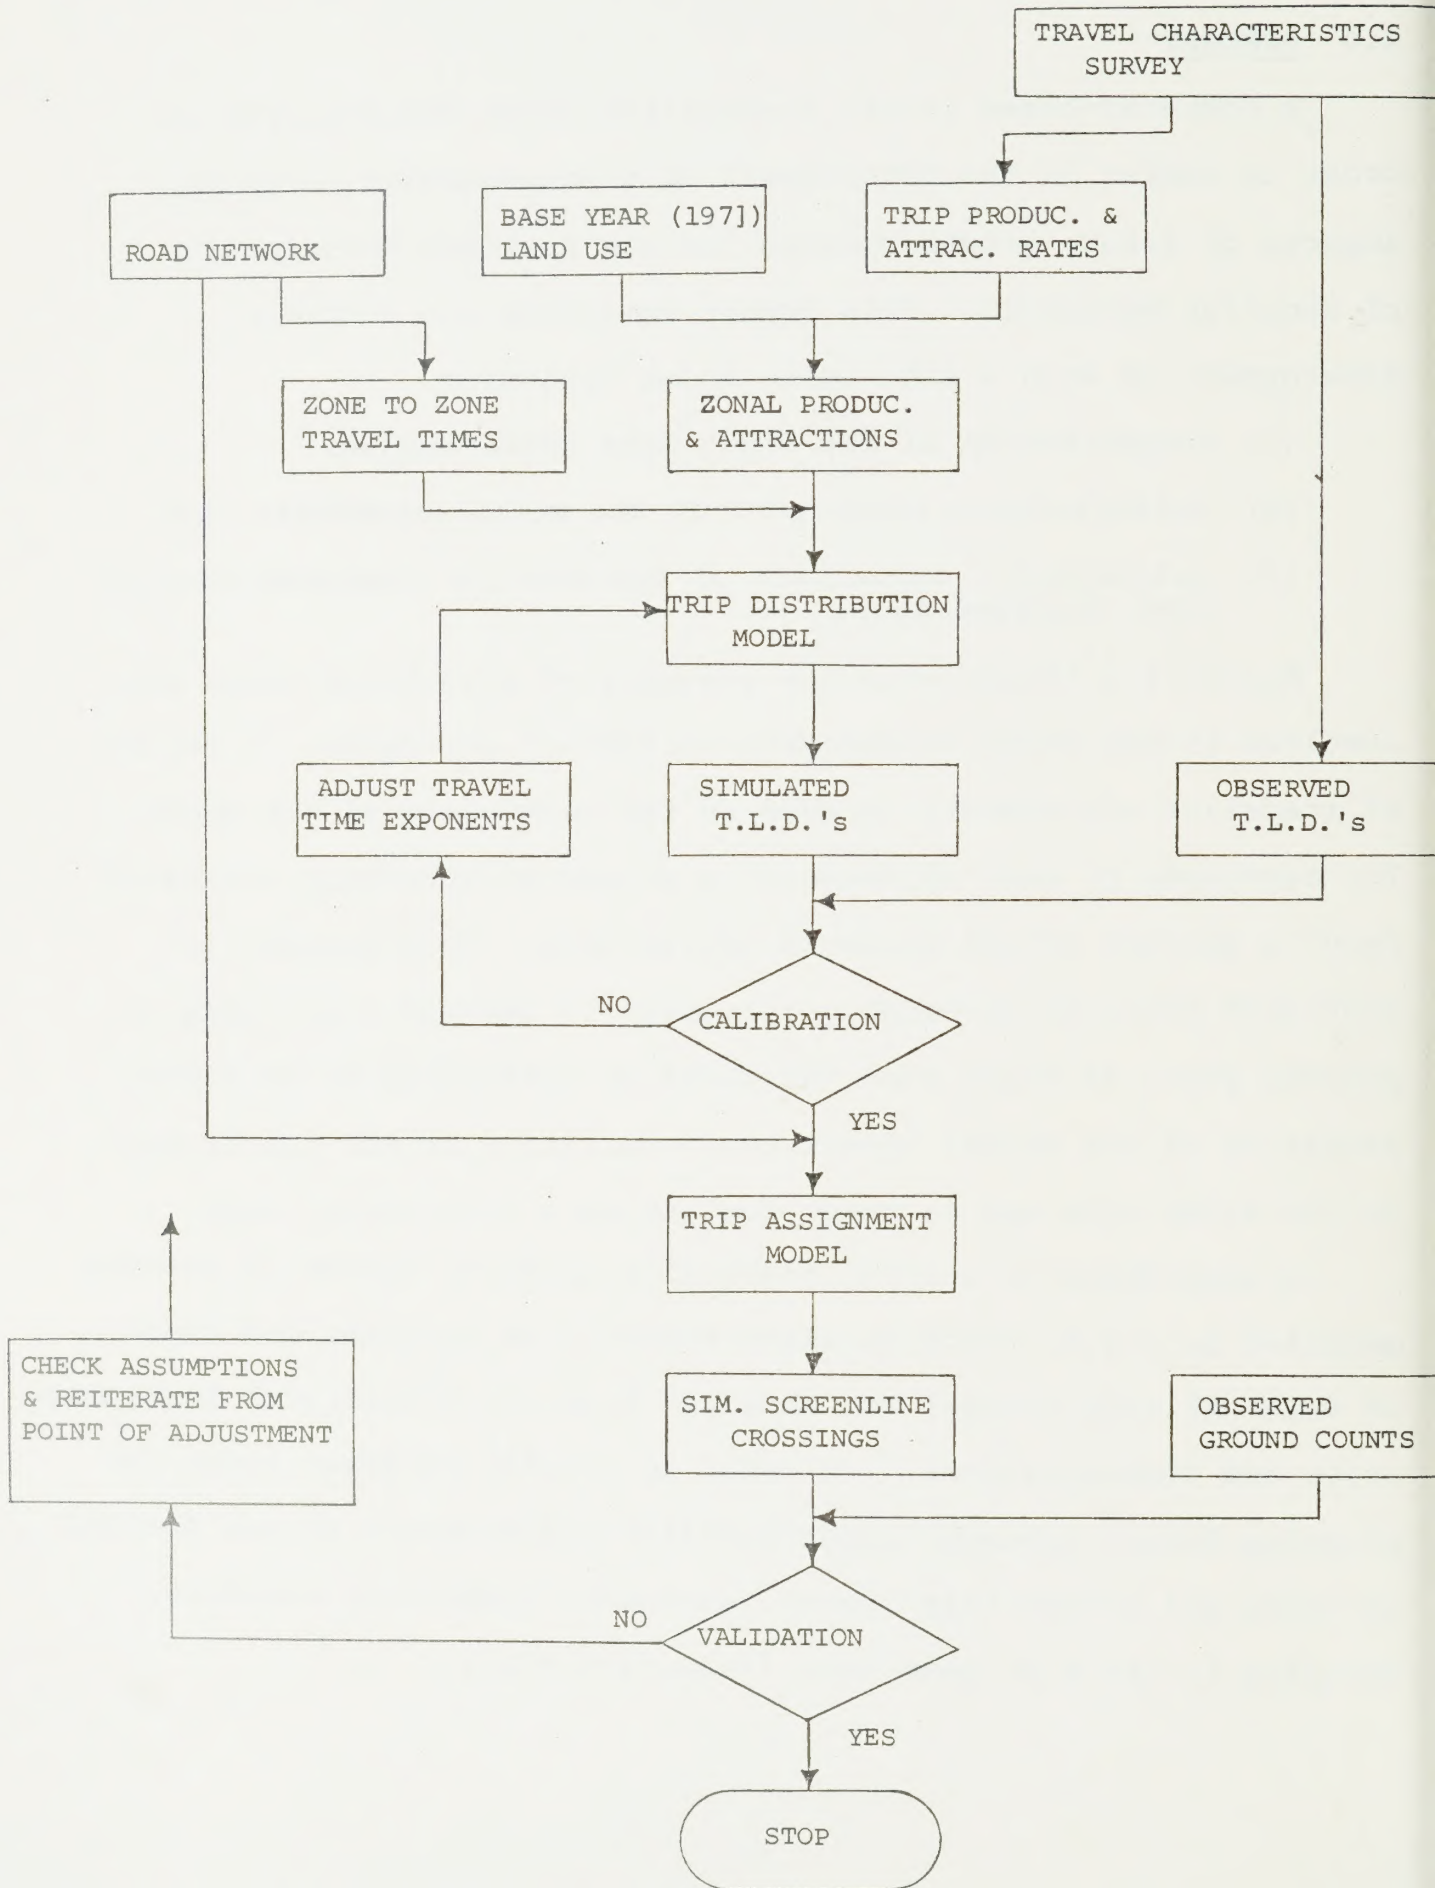 TRAVEL CHARACTERISTICS
SURVEY
ROAD NETWORK
BASE YEAR (197])
LAND USE
TRIP PRODUC. &
ATTRAC. RATES
ZONE TO ZONE
TRAVEL TIMES
ZONAL PRODUC.
& ATTRACTIONS
TRIP DISTRIBUTION
MODEL
ADJUST TRAVEL
TIME EXPONENTS
SIMULATED
T.L.D.'s
OBSERVED
T.L.D.'s
NO
CALIBRATION
YES
TRIP ASSIGNMENT
MODEL
CHECK ASSUMPTIONS
& REITERATE FROM
POINT OF ADJUSTMENT
SIM. SCREENLINE
CROSSINGS
OBSERVED
GROUND COUNTS
NO
VALIDATION
YES
STOP